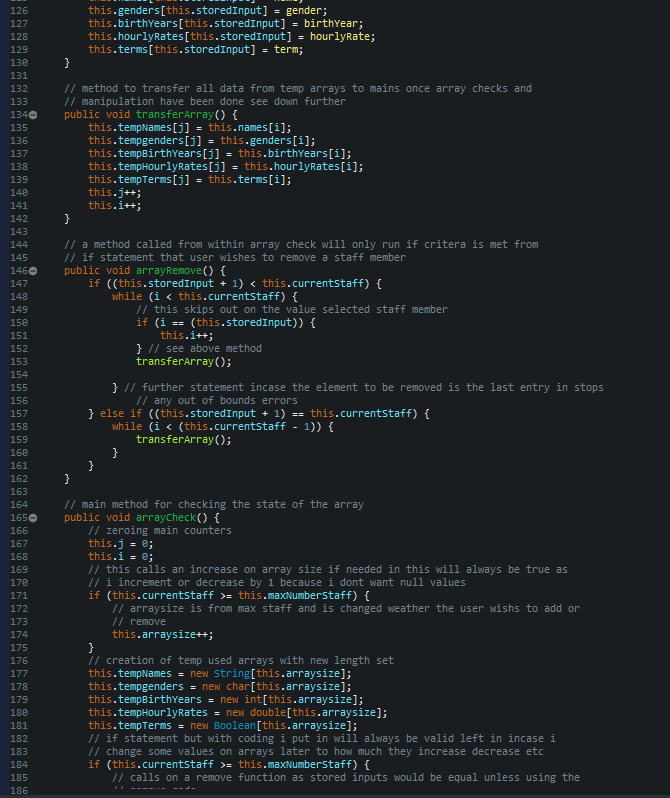 126 this.genders[this.storedInput] = gender;
127 this.birthYears[this.storedInput] = birthYear;
128 this.hourlyRates[this.storedInput] = hourlyRate;
129 this.terms[this.storedInput] = term;
130 }
131
132 // method to transfer all data from temp arrays to mains once array checks and
133 // manipulation have been done see down further
134 public void transferArray() {
135 this.tempNames[j] = this.names[i];
136 this.tempgenders[j] = this.genders[i];
137 this.tempBirthYears[j] = this.birthYears[i];
138 this.tempHourlyRates[j] = this.hourlyRates[i];
139 this.tempTerms[j] = this.terms[i];
140 this.j++;
141 this.i++;
142 }
143
144 // a method called from within array check will only run if critera is met from
145 // if statement that user wishes to remove a staff member
146 public void arrayRemove() {
147 if ((this.storedInput + 1) < this.currentStaff) {
148 while (i < this.currentStaff) {
149 // this skips out on the value selected staff member
150 if (i == (this.storedInput)) {
151 this.i++;
152 } // see above method
153 transferArray();
154
155 } // further statement incase the element to be removed is the last entry in stops
156 // any out of bounds errors
157 } else if ((this.storedInput + 1) == this.currentStaff) {
158 while (i < (this.currentStaff - 1)) {
159 transferArray();
160 }
161 }
162 }
163
164 // main method for checking the state of the array
165 public void arrayCheck() {
166 // zeroing main counters
167 this.j = 0;
168 this.i = 0;
169 // this calls an increase on array size if needed in this will always be true as
170 // i increment or decrease by 1 because i dont want null values
171 if (this.currentStaff >= this.maxNumberStaff) {
172 // arraysize is from max staff and is changed weather the user wishs to add or
173 // remove
174 this.arraysize++;
175 }
176 // creation of temp used arrays with new length set
177 this.tempNames = new String[this.arraysize];
178 this.tempgenders = new char[this.arraysize];
179 this.tempBirthYears = new int[this.arraysize];
180 this.tempHourlyRates = new double[this.arraysize];
181 this.tempTerms = new Boolean[this.arraysize];
182 // if statement but with coding i put in will always be valid left in incase i
183 // change some values on arrays later to how much they increase decrease etc
184 if (this.currentStaff >= this.maxNumberStaff) {
185 // calls on a remove function as stored inputs would be equal unless using the
186